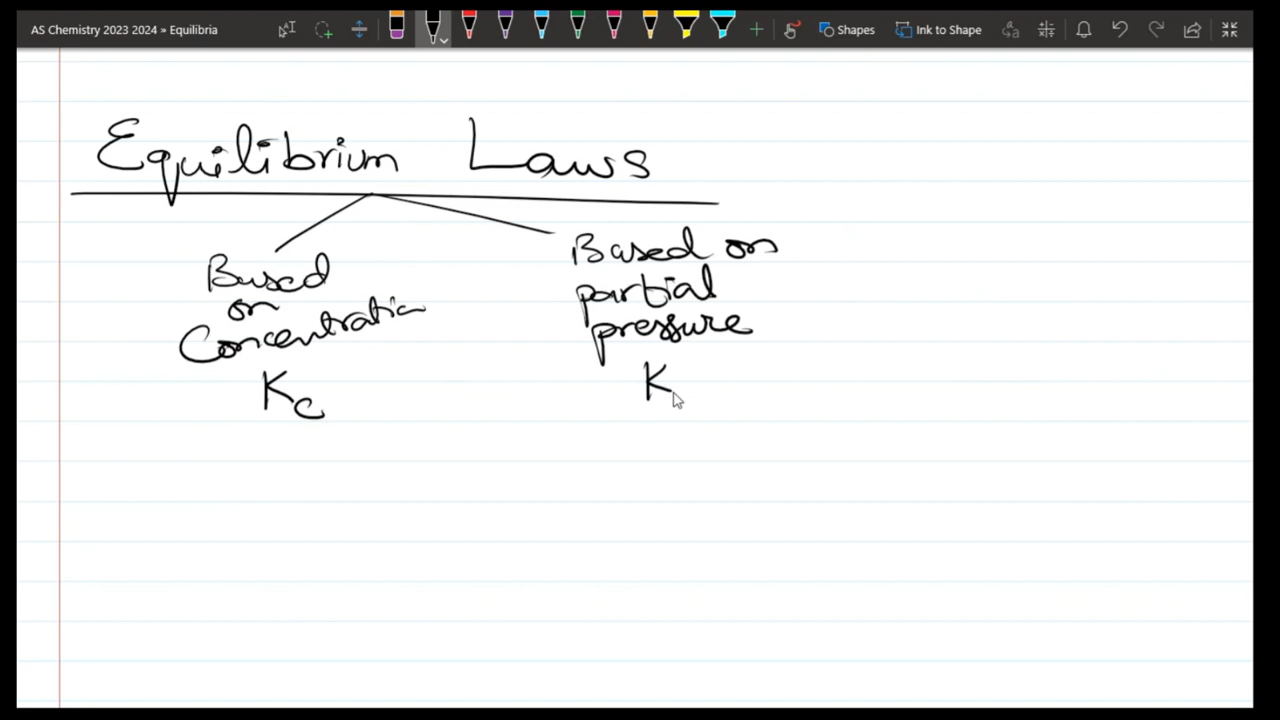 AS Chemistry 2023 2024 » Equilibria
Shapes
Ink to Shape
Equilibrium Laws
Based
on
Concentration
Kc
Based on
partial
pressure
K